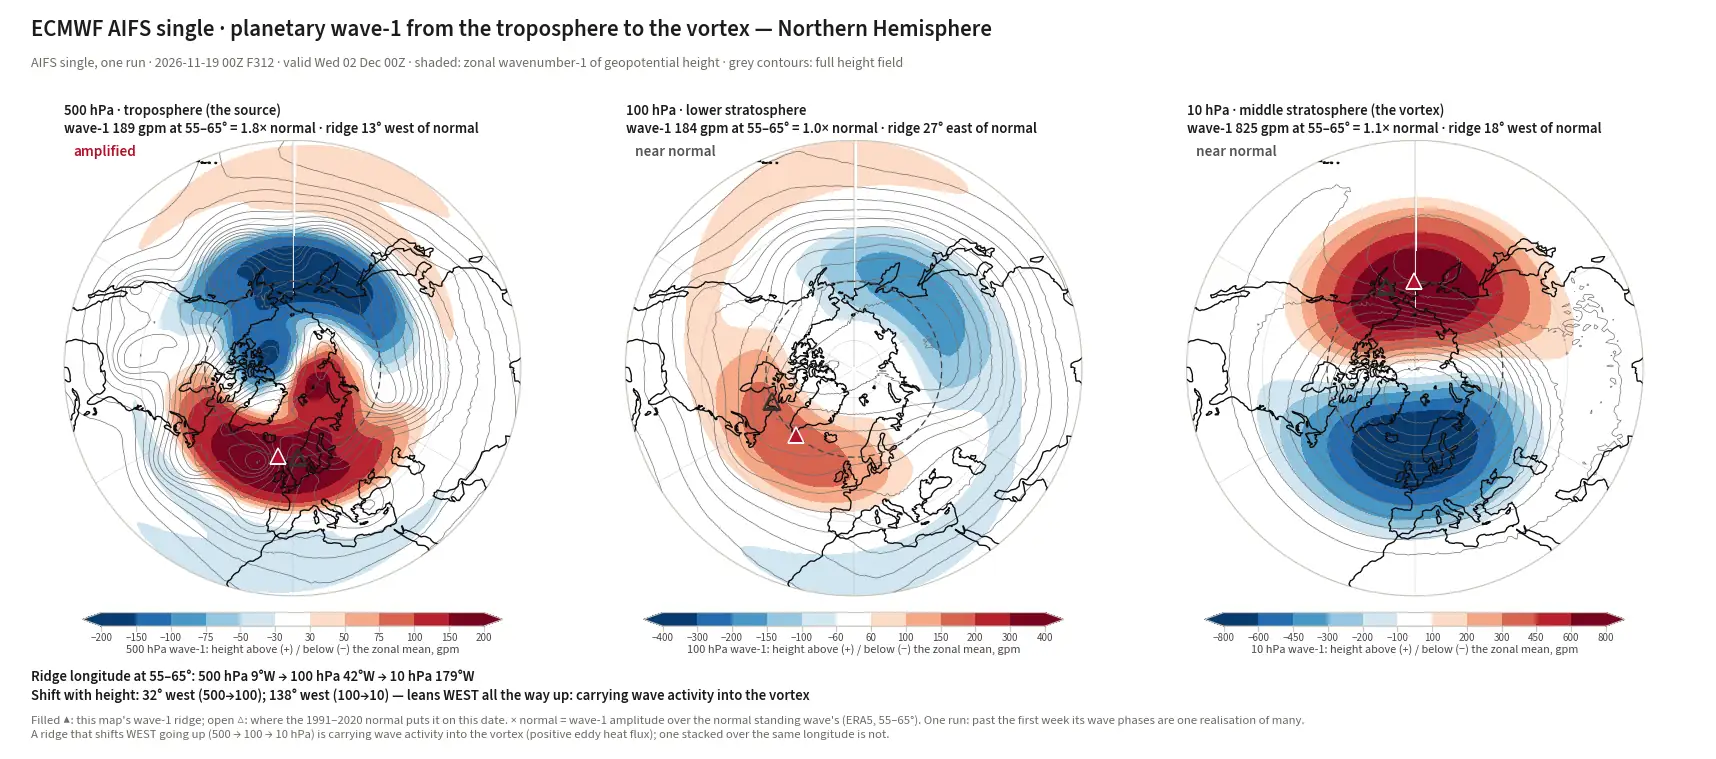 ECMWF AIFS single · planetary wave-1 from the troposphere to the vortex — Northern Hemisphere
AIFS single, one run · 2026-11-19 00Z F312 · valid Wed 02 Dec 00Z · shaded: zonal wavenumber-1 of geopotential height · grey contours: full height field
500 hPa · troposphere (the source)
wave-1 189 gpm at 55–65° = 1.8× normal · ridge 13° west of normal
amplified
100 hPa · lower stratosphere
wave-1 184 gpm at 55–65° = 1.0× normal · ridge 27° east of normal
near normal
10 hPa · middle stratosphere (the vortex)
wave-1 825 gpm at 55–65° = 1.1× normal · ridge 18° west of normal
near normal
−200 −150 −100 −75 −50 −30 30 50 75 100 150 200
500 hPa wave-1: height above (+) / below (−) the zonal mean, gpm
−400 −300 −200 −150 −100 −60 60 100 150 200 300 400
100 hPa wave-1: height above (+) / below (−) the zonal mean, gpm
−800 −600 −450 −300 −200 −100 100 200 300 450 600 800
10 hPa wave-1: height above (+) / below (−) the zonal mean, gpm
Ridge longitude at 55–65°: 500 hPa 9°W → 100 hPa 42°W → 10 hPa 179°W
Shift with height: 32° west (500→100); 138° west (100→10) — leans WEST all the way up: carrying wave activity into the vortex
Filled ▲: this map's wave-1 ridge; open △: where the 1991–2020 normal puts it on this date. × normal = wave-1 amplitude over the normal standing wave's (ERA5, 55–65°). One run: past the first week its wave phases are one realisation of many.
A ridge that shifts WEST going up (500 → 100 → 10 hPa) is carrying wave activity into the vortex (positive eddy heat flux); one stacked over the same longitude is not.